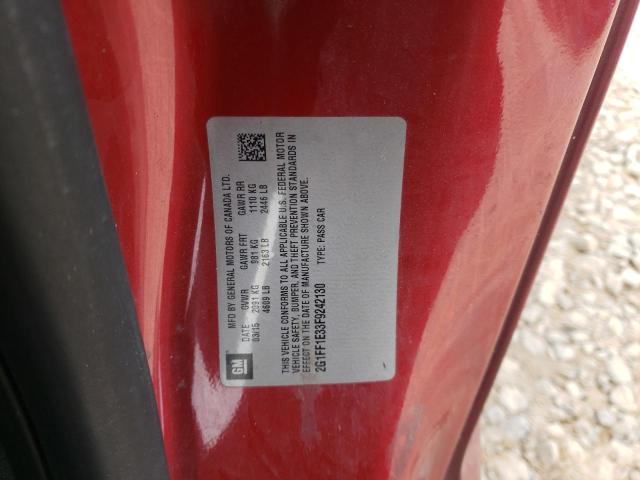 MFD BY GENERAL MOTORS OF CANADA LTD.
DATE GVWR GAWR FRT GAWR RR
03/15 2091 KG 981 KG 1110 KG
4609 LB 2163 LB 2446 LB
THIS VEHICLE CONFORMS TO ALL APPLICABLE U.S. FEDERAL MOTOR
VEHICLE SAFETY, BUMPER, AND THEFT PREVENTION STANDARDS IN
EFFECT ON THE DATE OF MANUFACTURE SHOWN ABOVE.
2G1FF1E33F9242130 TYPE: PASS CAR
GM